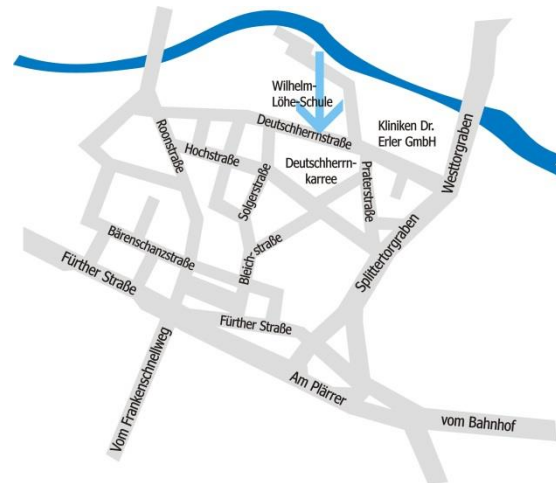 Wilhelm-
Löhe-Schule
Deutschherrnstraße
Kliniken Dr.
Erler GmbH
Westtorgraben
Roonstraße
Hochstraße
Solgerstraße
Deutschherrn-
karree
Praterstraße
Splittertorgraben
Bärenschanzstraße
Bleich-straße
Fürther Straße
Fürther Straße
Vom Frankenschnellweg
Am Plärrer
vom Bahnhof